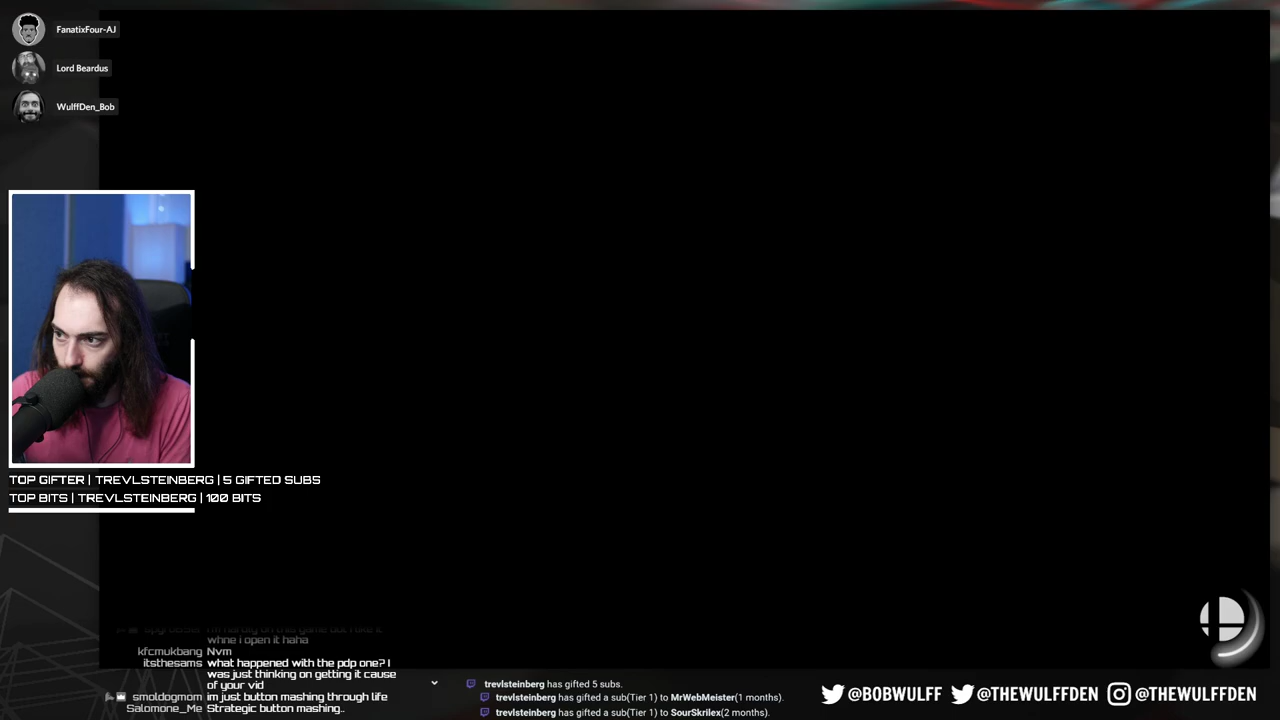 FanatixFour-AJ
Lord Beardus
WulffDen_Bob
TOP GIFTER | TREVLSTEINBERG | 5 GIFTED SUBS
TOP BITS | TREVLSTEINBERG | 100 BITS
whne i open it haha
kfcmukbang Nvm
itsthesams what happened with the pdp one? I
was just thinking on getting it cause
of your vid
smoldogmom im just button mashing through life
Salomone_Me Strategic button mashing..
trevlsteinberg has gifted 5 subs.
trevlsteinberg has gifted a sub(Tier 1) to MrWebMeister(1 months).
trevlsteinberg has gifted a sub(Tier 1) to SourSkrilex(2 months).
@BOBWULFF @THEWULFFDEN @THEWULFFDEN